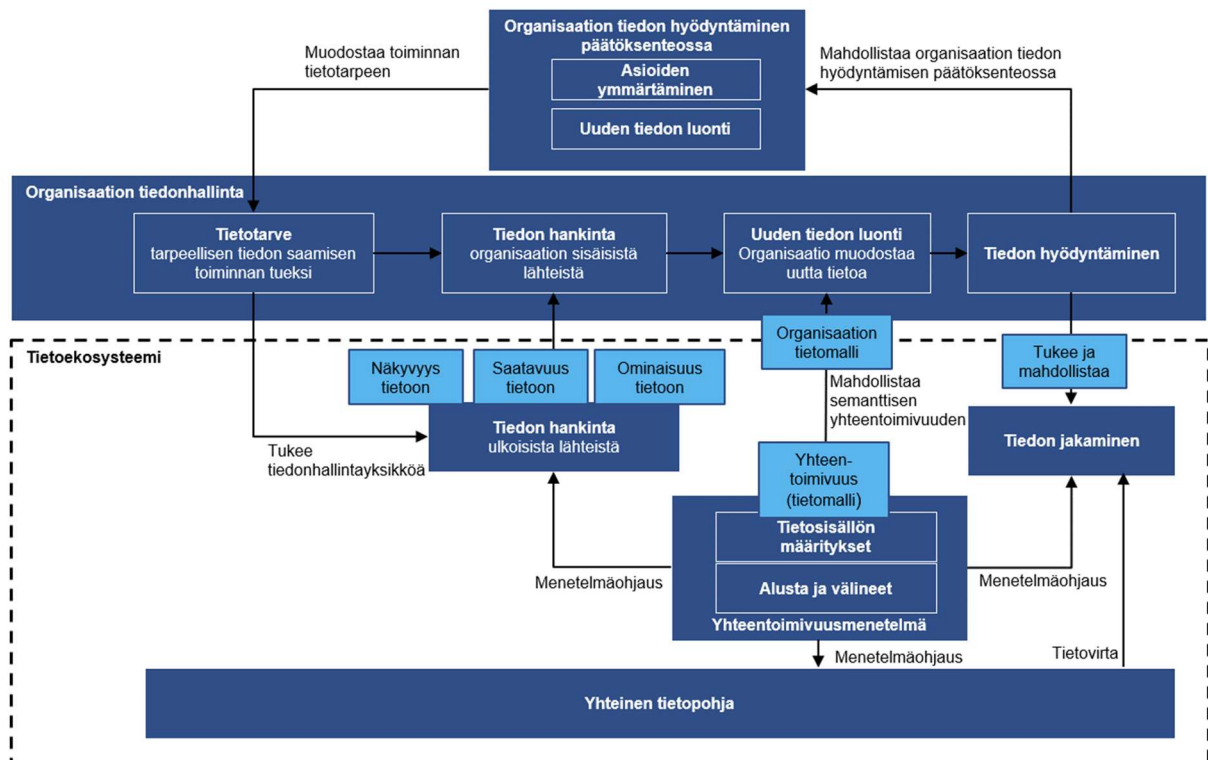 Organisaation tiedon hyödyntäminen
päätöksenteossa
Asioiden
ymmärtäminen
Uuden tiedon luonti
Muodostaa toiminnan
tietotarpeen
Mahdollistaa organisaation tiedon
hyödyntämisen päätöksenteossa
Organisaation tiedonhallinta
Tietotarve
tarpeellisen tiedon saamisen
toiminnan tueksi
Tiedon hankinta
organisaation sisäisistä
lähteistä
Uuden tiedon luonti
Organisaatio muodostaa
uutta tietoa
Tiedon hyödyntäminen
Tietoekosysteemi
Näkyvyys
tietoon
Saatavuus
tietoon
Ominaisuus
tietoon
Organisaation
tietomalli
Tukee ja
mahdollistaa
Tiedon hankinta
ulkoisista lähteistä
Tukee
tiedonhallintayksikköä
Mahdollistaa
semanttisen
yhteentoimivuuden
Tiedon jakaminen
Yhteen-
toimivuus
(tietomalli)
Tietosisällön
määritykset
Alusta ja välineet
Yhteentoimivuusmenetelmä
Menetelmäohjaus
Menetelmäohjaus
Menetelmäohjaus
Tietovirta
Yhteinen tietopohja